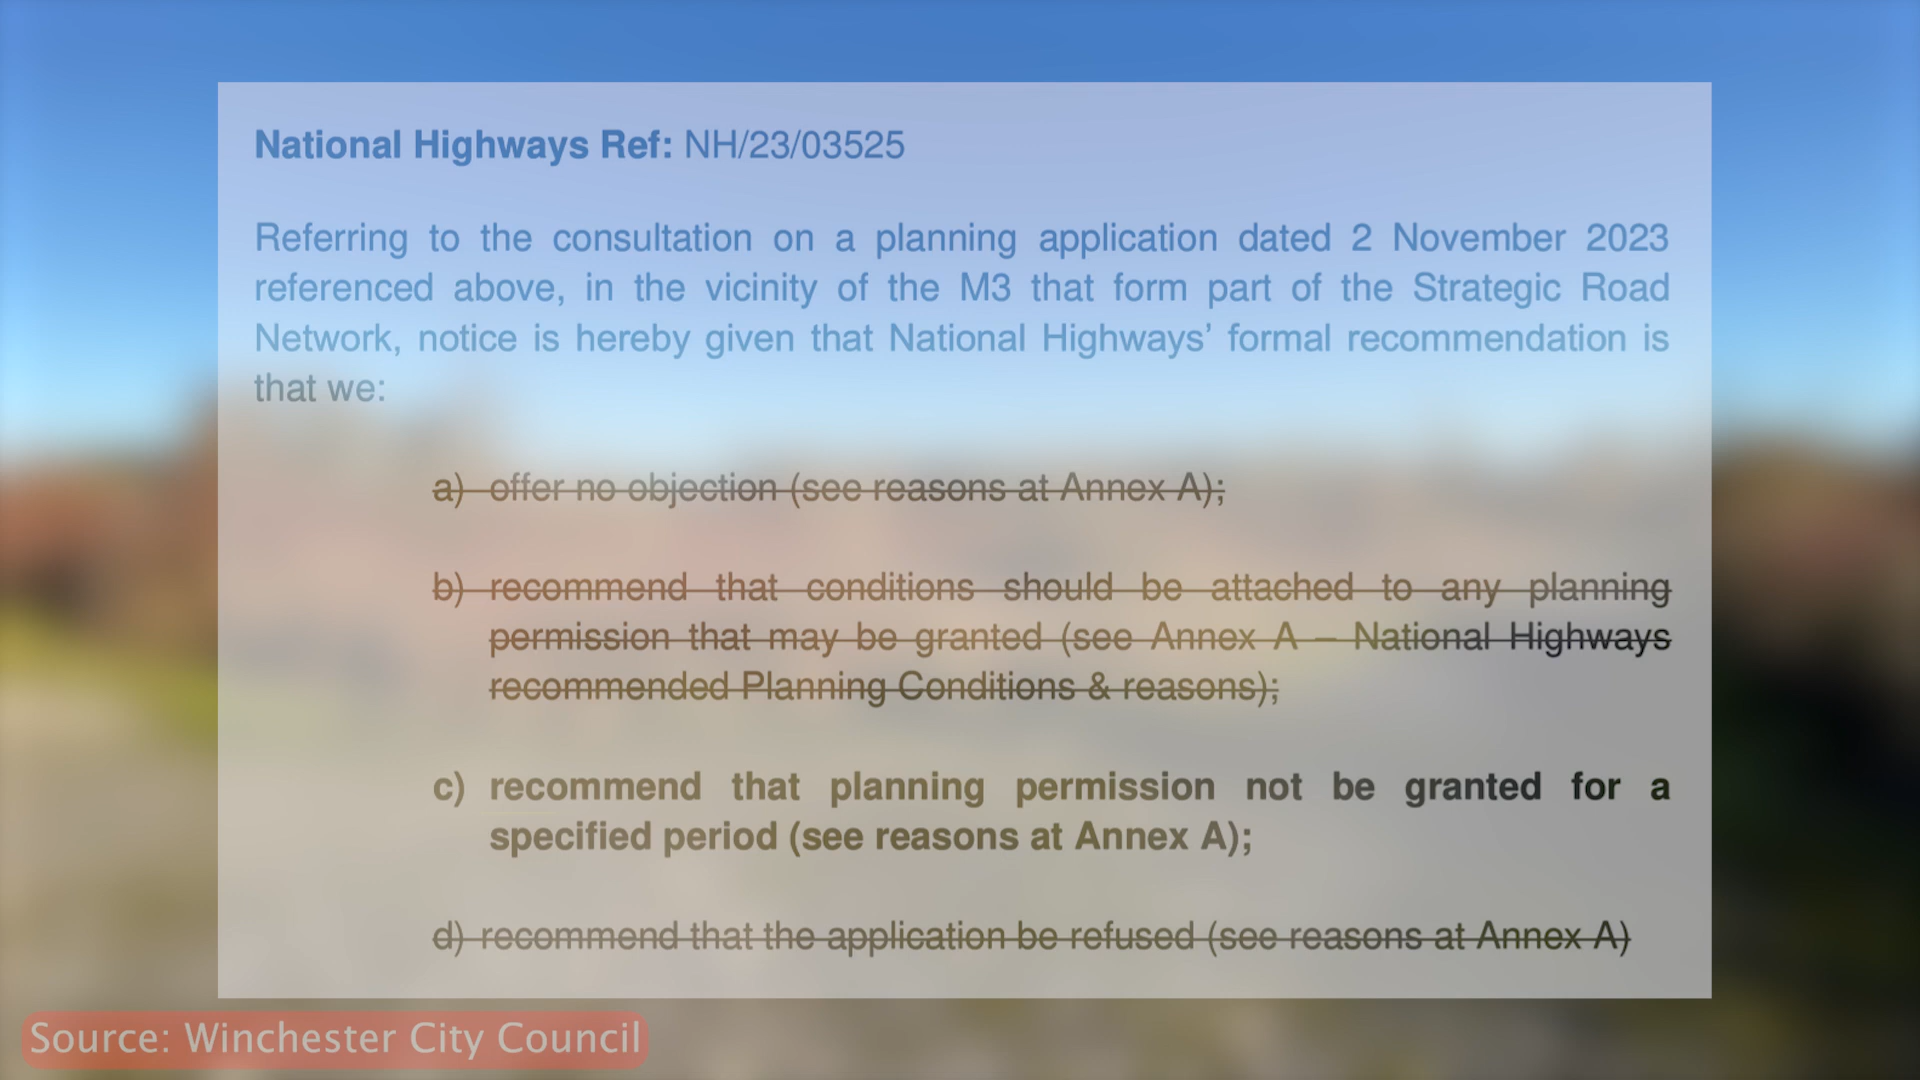 National Highways Ref: NH/23/03525
Referring to the consultation on a planning application dated 2 November 2023
referenced above, in the vicinity of the M3 that form part of the Strategic Road
Network, notice is hereby given that National Highways’ formal recommendation is
that we:
a) offer no objection (see reasons at Annex A);
b) recommend that conditions should be attached to any planning
permission that may be granted (see Annex A – National Highways
recommended Planning Conditions & reasons);
c) recommend that planning permission not be granted for a
specified period (see reasons at Annex A);
d) recommend that the application be refused (see reasons at Annex A)
Source: Winchester City Council